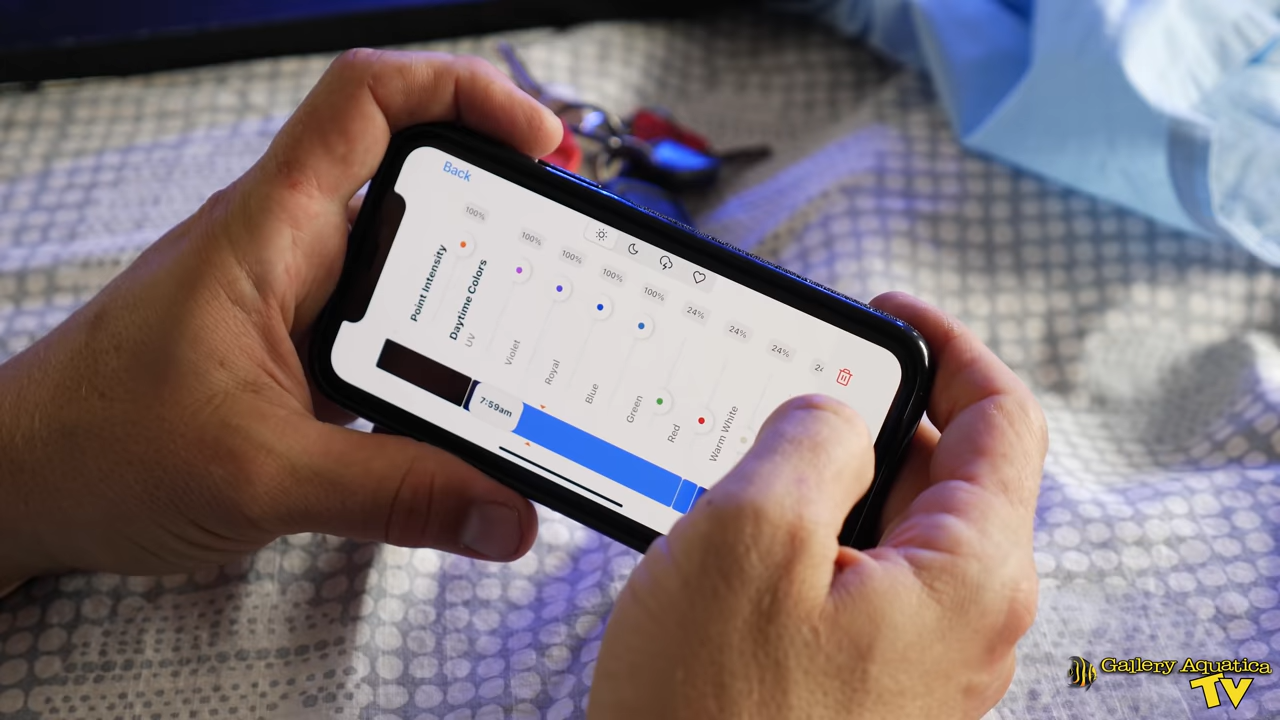 Back
100%
100%
100%
100%
100%
24%
24%
24%
Point Intensity
Daytime Colors
UV
Violet
Royal
Blue
Green
Red
Warm White
7:59am
Gallery Aquatica
TV